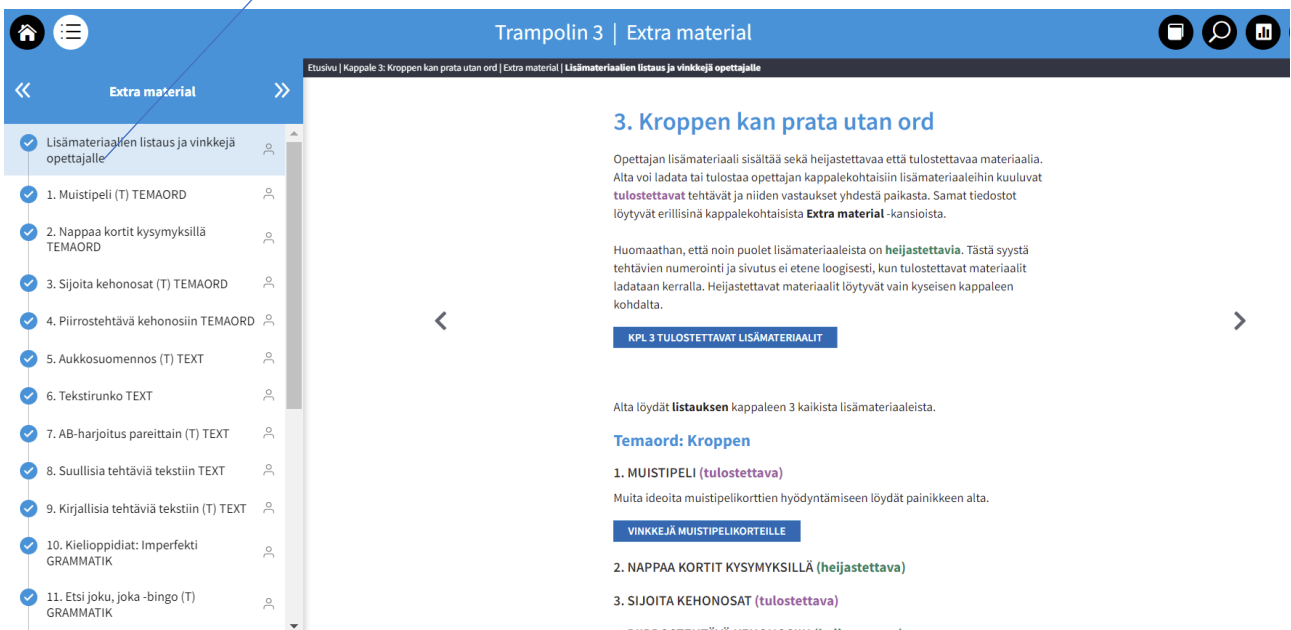 Trampolin 3 | Extra material
Etusivu | Kappale 3: Kroppen kan prata utan ord | Extra material | Lisämateriaalien listaus ja vinkkejä opettajalle
Extra material
Lisämateriaalien listaus ja vinkkejä
opettajalle
1. Muistipeli (T) TEMAORD
2. Nappaa kortit kysymyksillä
TEMAORD
3. Sijoita kehonosat (T) TEMAORD
4. Piirrostehtävä kehonosiin TEMAORD
5. Aukkosuomennos (T) TEXT
6. Tekstirunko TEXT
7. AB-harjoitus pareittain (T) TEXT
8. Suullisia tehtäviä tekstiin TEXT
9. Kirjallisia tehtäviä tekstiin (T) TEXT
10. Kielioppidiat: Imperfekti
GRAMMATIK
11. Etsi joku, joka -bingo (T)
GRAMMATIK
3. Kroppen kan prata utan ord
Opettajan lisämateriaali sisältää sekä heijastettavaa että tulostettavaa materiaalia.
Alta voi ladata tai tulostaa opettajan kappalekohtaisiin lisämateriaaleihin kuuluvat
tulostettavat tehtävät ja niiden vastaukset yhdestä paikasta. Samat tiedostot
löytyvät erillisinä kappalekohtaisista Extra material -kansioista.
Huomaathan, että noin puolet lisämateriaaleista on heijastettavia. Tästä syystä
tehtävien numerointi ja sivutus ei etene loogisesti, kun tulostettavat materiaalit
ladataan kerralla. Heijastettavat materiaalit löytyvät vain kyseisen kappaleen
kohdalta.
KPL 3 TULOSTETTAVAT LISÄMATERIAALIT
Alta löydät listauksen kappaleen 3 kaikista lisämateriaaleista.
Temaord: Kroppen
1. MUISTIPELI (tulostettava)
Muita ideoita muistipelikorttien hyödyntämiseen löydät painikkeen alta.
VINKKEJÄ MUISTIPELIKORTEILLE
2. NAPPAA KORTIT KYSYMYKSILLÄ (heijastettava)
3. SIJOITA KEHONOSAT (tulostettava)